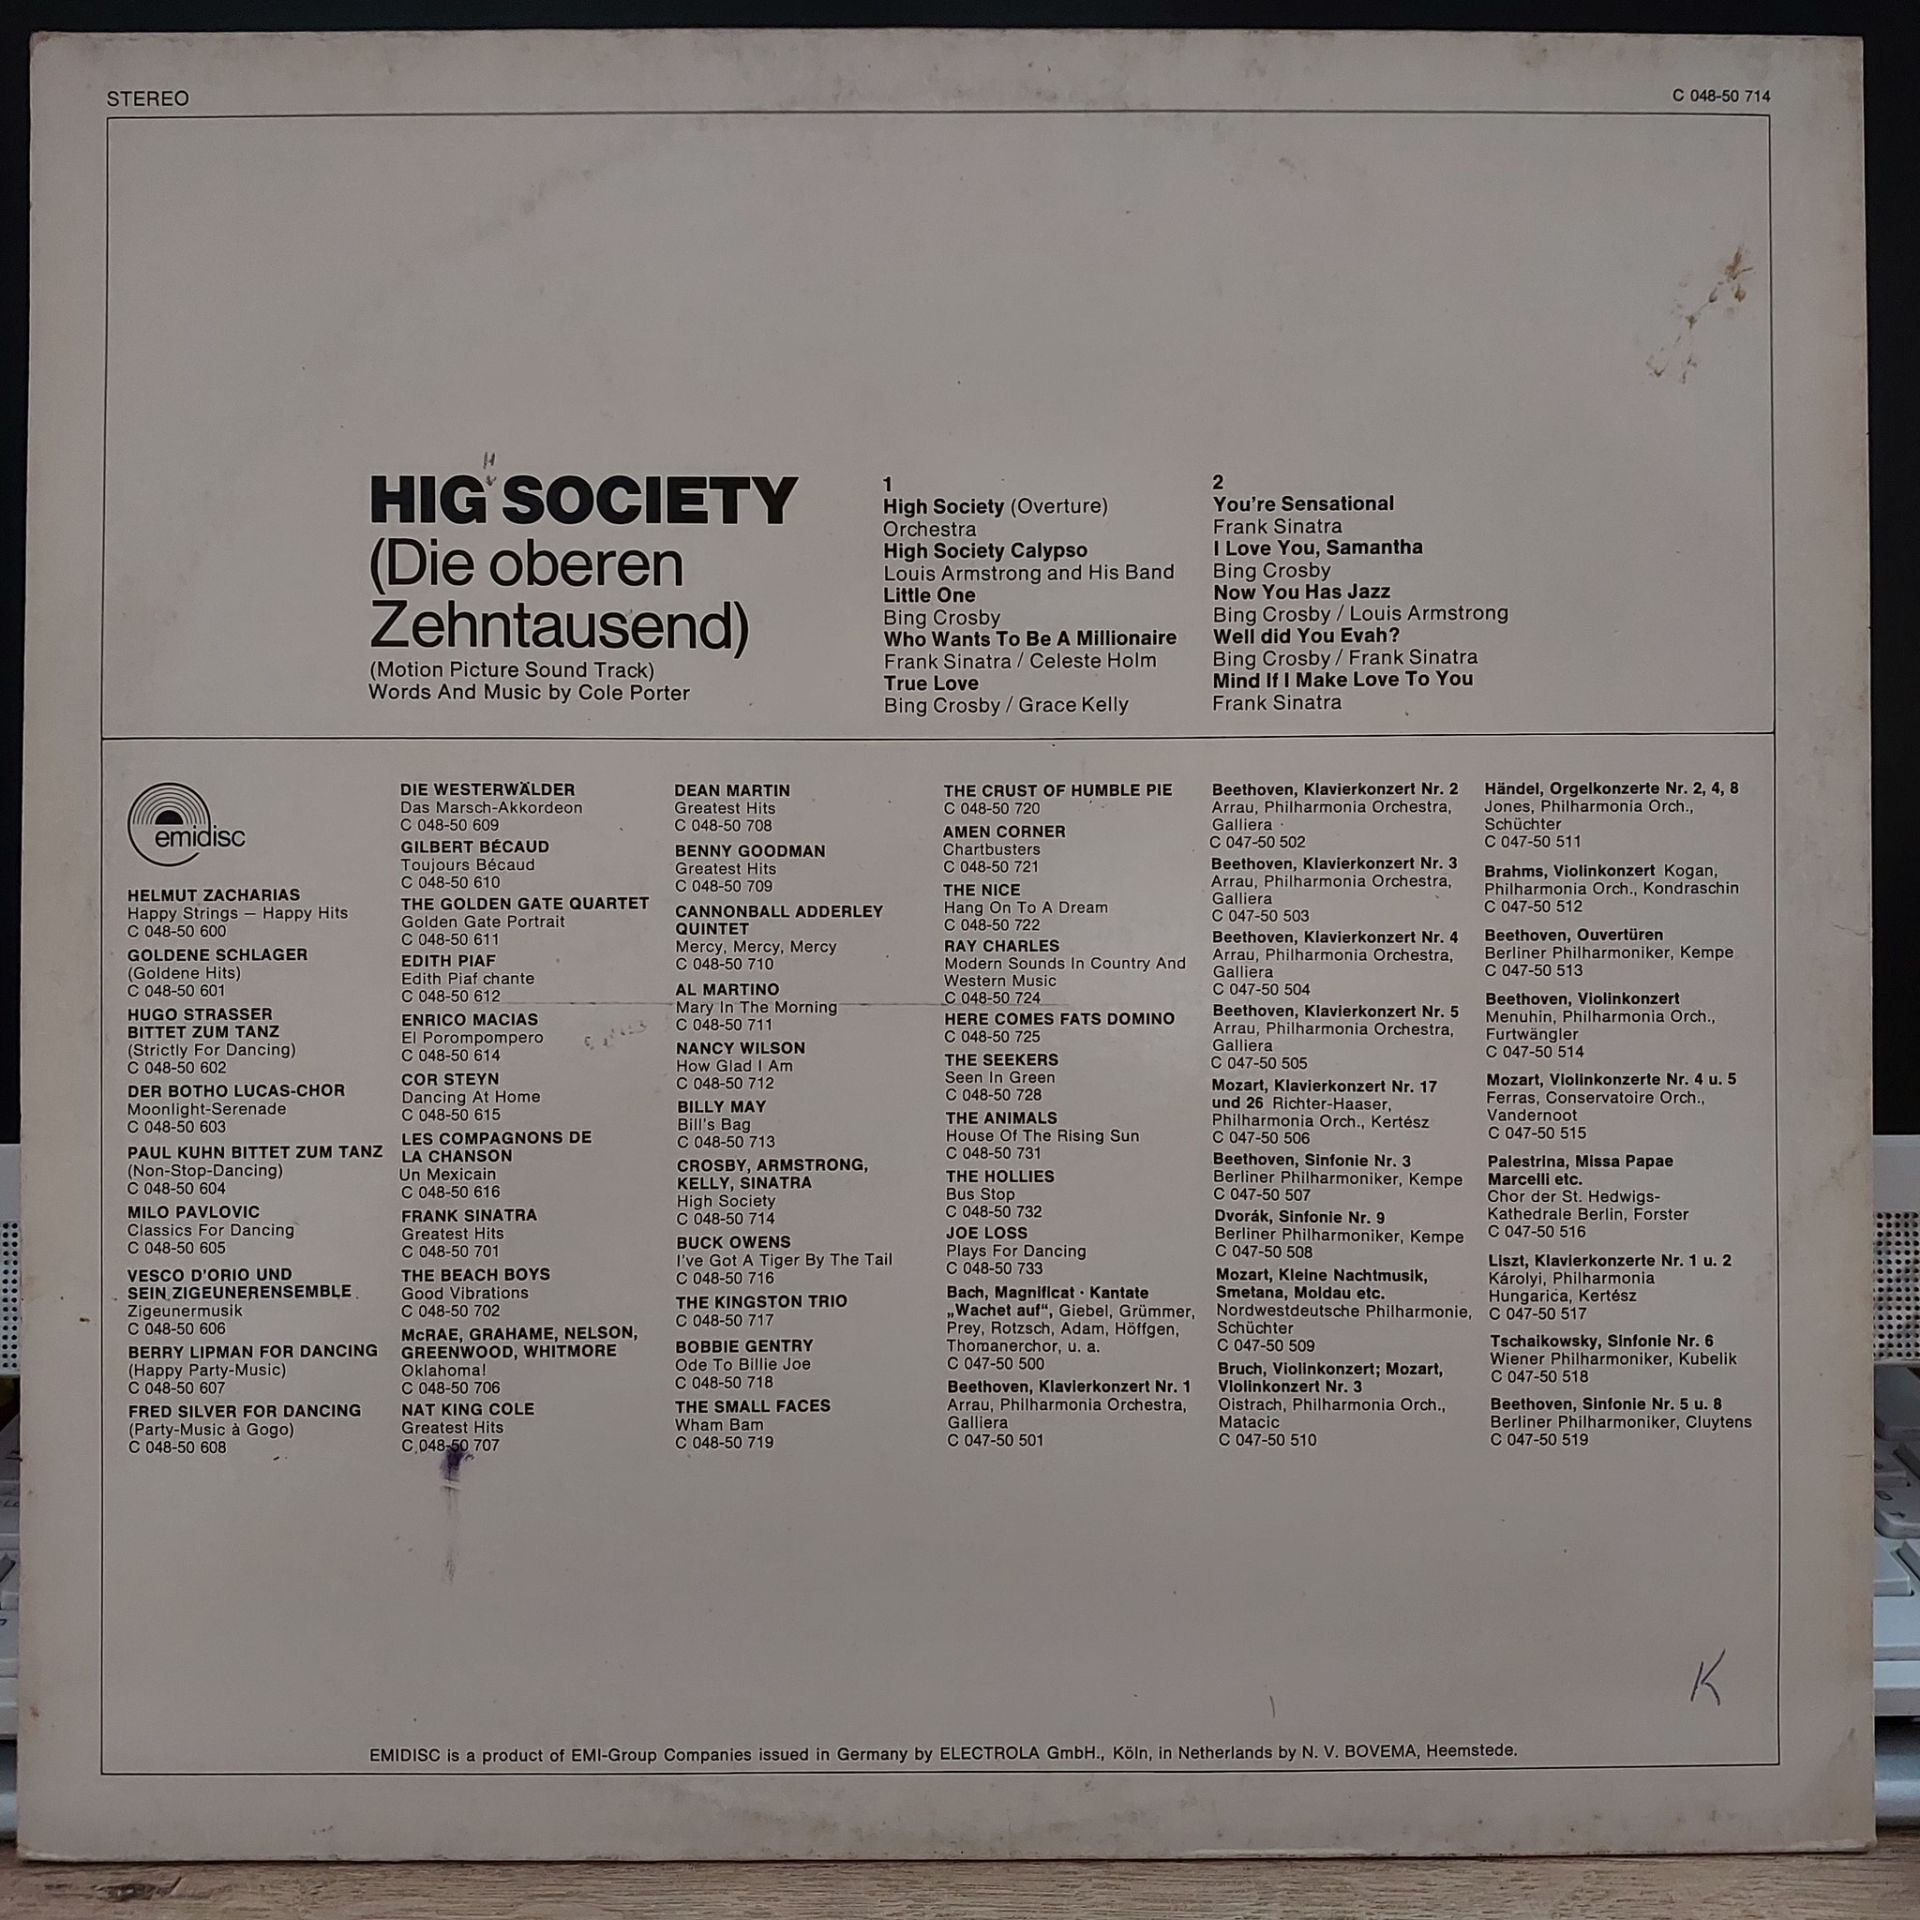 STEREO
C 048-50 714
H
HIG SOCIETY
(Die oberen
Zehntausend)
(Motion Picture Sound Track)
Words And Music by Cole Porter
1
High Society (Overture)
Orchestra
High Society Calypso
Louis Armstrong and His Band
Little One
Bing Crosby
Who Wants To Be A Millionaire
Frank Sinatra / Celeste Holm
True Love
Bing Crosby / Grace Kelly
2
You're Sensational
Frank Sinatra
I Love You, Samantha
Bing Crosby
Now You Has Jazz
Bing Crosby / Louis Armstrong
Well did You Evah?
Bing Crosby / Frank Sinatra
Mind If I Make Love To You
Frank Sinatra
emidisc
HELMUT ZACHARIAS
Happy Strings – Happy Hits
C 048-50 600
GOLDENE SCHLAGER
(Goldene Hits)
C 048-50 601
HUGO STRASSER
BITTET ZUM TANZ
(Strictly For Dancing)
C 048-50 602
DER BOTHO LUCAS-CHOR
Moonlight-Serenade
C 048-50 603
PAUL KUHN BITTET ZUM TANZ
(Non-Stop-Dancing)
C 048-50 604
MILO PAVLOVIC
Classics For Dancing
C 048-50 605
VESCO D'ORIO UND
SEIN ZIGEUNERENSEMBLE
Zigeunermusik
C 048-50 606
BERRY LIPMAN FOR DANCING
(Happy Party-Music)
C 048-50 607
FRED SILVER FOR DANCING
(Party-Music à Gogo)
C 048-50 608
DIE WESTERWÄLDER
Das Marsch-Akkordeon
C 048-50 609
GILBERT BÉCAUD
Toujours Bécaud
C 048-50 610
THE GOLDEN GATE QUARTET
Golden Gate Portrait
C 048-50 611
EDITH PIAF
Edith Piaf chante
C 048-50 612
ENRICO MACIAS
El Porompompero
C 048-50 614
COR STEYN
Dancing At Home
C 048-50 615
LES COMPAGNONS DE
LA CHANSON
Un Mexicain
C 048-50 616
FRANK SINATRA
Greatest Hits
C 048-50 701
THE BEACH BOYS
Good Vibrations
C 048-50 702
McRAE, GRAHAME, NELSON,
GREENWOOD, WHITMORE
Oklahoma!
C 048-50 706
NAT KING COLE
Greatest Hits
C 048-50 707
DEAN MARTIN
Greatest Hits
C 048-50 708
BENNY GOODMAN
Greatest Hits
C 048-50 709
CANNONBALL ADDERLEY
QUINTET
Mercy, Mercy, Mercy
C 048-50 710
AL MARTINO
Mary In The Morning
C 048-50 711
NANCY WILSON
How Glad I Am
C 048-50 712
BILLY MAY
Bill's Bag
C 048-50 713
CROSBY, ARMSTRONG,
KELLY, SINATRA
High Society
C 048-50 714
BUCK OWENS
I've Got A Tiger By The Tail
C 048-50 716
THE KINGSTON TRIO
C 048-50 717
BOBBIE GENTRY
Ode To Billie Joe
C 048-50 718
THE SMALL FACES
Wham Bam
C 048-50 719
THE CRUST OF HUMBLE PIE
C 048-50 720
AMEN CORNER
Chartbusters
C 048-50 721
THE NICE
Hang On To A Dream
C 048-50 722
RAY CHARLES
Modern Sounds In Country And
Western Music
C 048-50 724
HERE COMES FATS DOMINO
C 048-50 725
THE SEEKERS
Seen In Green
C 048-50 728
THE ANIMALS
House Of The Rising Sun
C 048-50 731
THE HOLLIES
Bus Stop
C 048-50 732
JOE LOSS
Plays For Dancing
C 048-50 733
Bach, Magnificat · Kantate
„Wachet auf“, Giebel, Grümmer,
Prey, Rotzsch, Adam, Höffgen,
Thomanerchor, u. a.
C 047-50 500
Beethoven, Klavierkonzert Nr. 1
Arrau, Philharmonia Orchestra,
Galliera
C 047-50 501
Beethoven, Klavierkonzert Nr. 2
Arrau, Philharmonia Orchestra,
Galliera
C 047-50 502
Beethoven, Klavierkonzert Nr. 3
Arrau, Philharmonia Orchestra,
Galliera
C 047-50 503
Beethoven, Klavierkonzert Nr. 4
Arrau, Philharmonia Orchestra,
Galliera
C 047-50 504
Beethoven, Klavierkonzert Nr. 5
Arrau, Philharmonia Orchestra,
Galliera
C 047-50 505
Mozart, Klavierkonzert Nr. 17
und 26 Richter-Haaser,
Philharmonia Orch., Kertész
C 047-50 506
Beethoven, Sinfonie Nr. 3
Berliner Philharmoniker, Kempe
C 047-50 507
Dvorák, Sinfonie Nr. 9
Berliner Philharmoniker, Kempe
C 047-50 508
Mozart, Kleine Nachtmusik,
Smetana, Moldau etc.
Nordwestdeutsche Philharmonie,
Schüchter
C 047-50 509
Bruch, Violinkonzert; Mozart,
Violinkonzert Nr. 3
Oistrach, Philharmonia Orch.,
Matacic
C 047-50 510
Händel, Orgelkonzerte Nr. 2, 4, 8
Jones, Philharmonia Orch.,
Schüchter
C 047-50 511
Brahms, Violinkonzert Kogan,
Philharmonia Orch., Kondraschin
C 047-50 512
Beethoven, Ouvertüren
Berliner Philharmoniker, Kempe
C 047-50 513
Beethoven, Violinkonzert
Menuhin, Philharmonia Orch.,
Furtwängler
C 047-50 514
Mozart, Violinkonzerte Nr. 4 u. 5
Ferras, Conservatoire Orch.,
Vandernoot
C 047-50 515
Palestrina, Missa Papae
Marcelli etc.
Chor der St. Hedwigs-
Kathedrale Berlin, Forster
C 047-50 516
Liszt, Klavierkonzerte Nr. 1 u. 2
Károlyi, Philharmonia
Hungarica, Kertész
C 047-50 517
Tschaikowsky, Sinfonie Nr. 6
Wiener Philharmoniker, Kubelik
C 047-50 518
Beethoven, Sinfonie Nr. 5 u. 8
Berliner Philharmoniker, Cluytens
C 047-50 519
K
EMIDISC is a product of EMI-Group Companies issued in Germany by ELECTROLA GmbH., Köln, in Netherlands by N. V. BOVEMA, Heemstede.